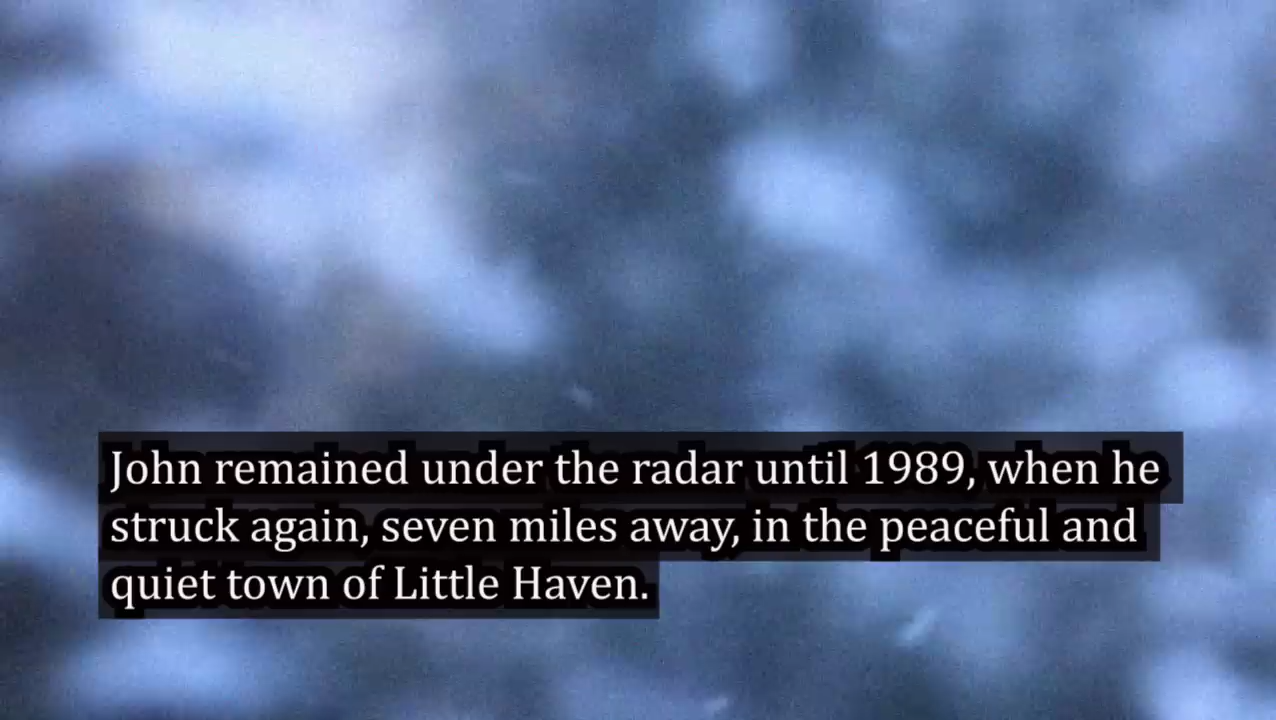 John remained under the radar until 1989, when he
struck again, seven miles away, in the peaceful and
quiet town of Little Haven.